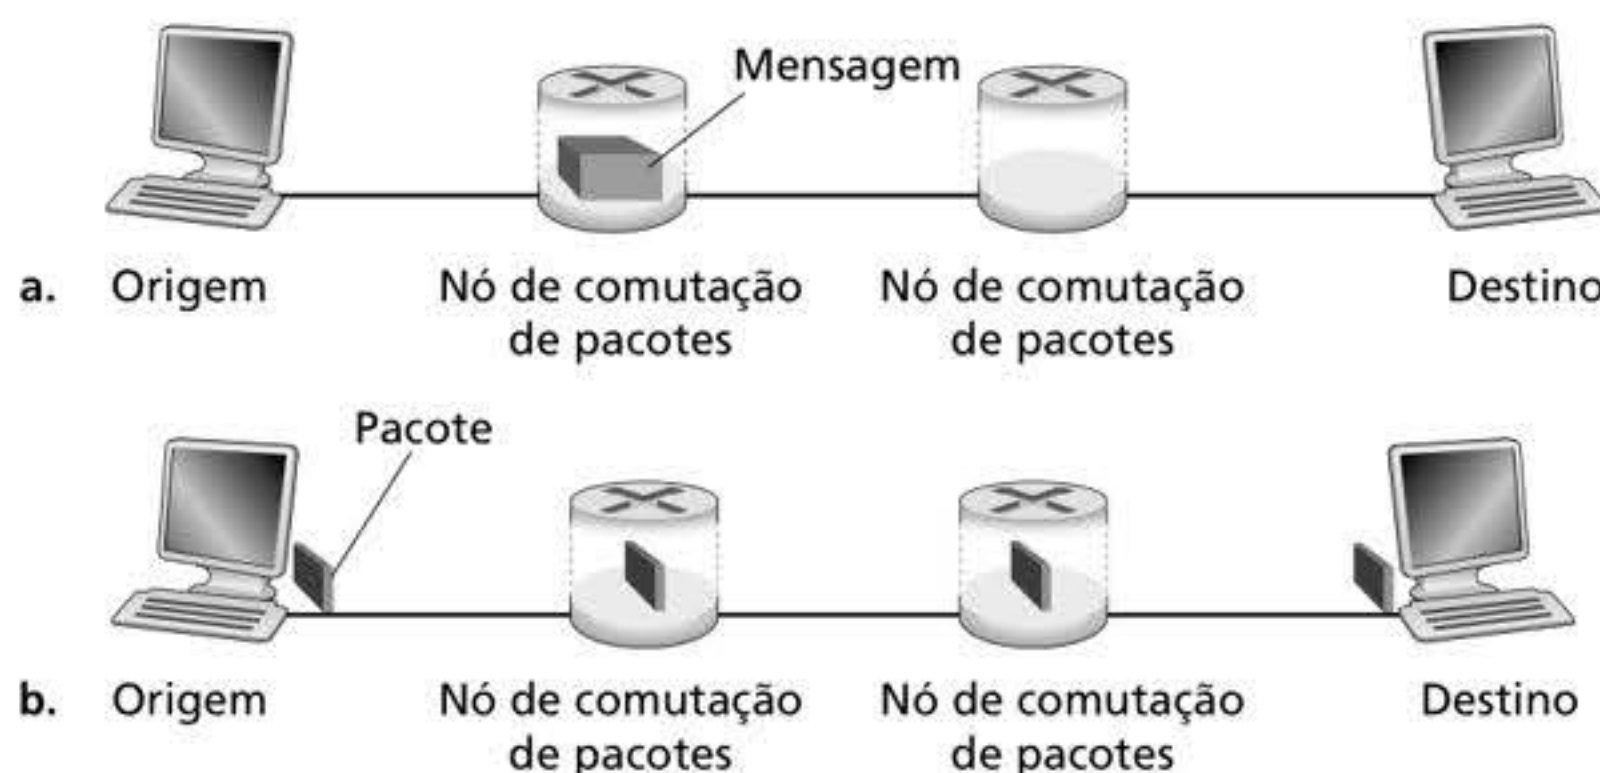 Mensagem
a. Origem Nó de comutação Nó de comutação Destino
de pacotes de pacotes
Pacote
b. Origem Nó de comutação Nó de comutação Destino
de pacotes de pacotes